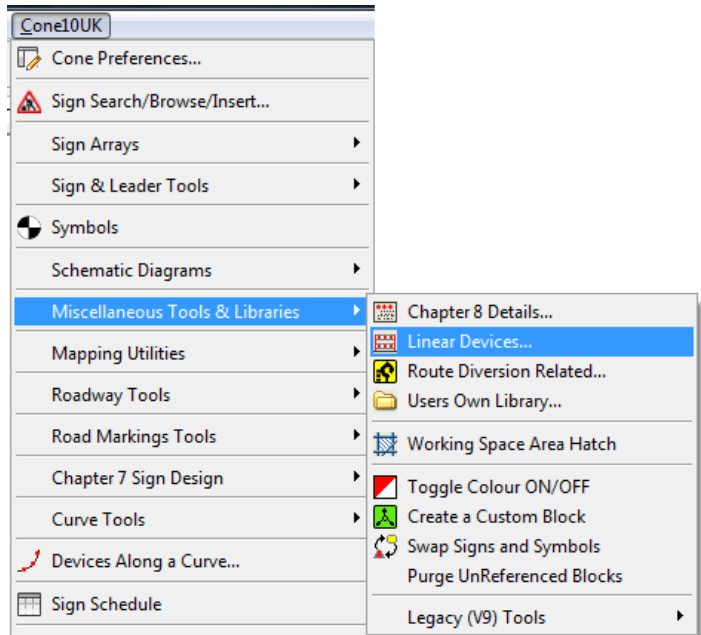 Cone10UK
Cone Preferences...
Sign Search/Browse/Insert...
Sign Arrays
Sign & Leader Tools
Symbols
Schematic Diagrams
Miscellaneous Tools & Libraries
Mapping Utilities
Roadway Tools
Road Markings Tools
Chapter 7 Sign Design
Curve Tools
Devices Along a Curve...
Sign Schedule
Chapter 8 Details...
Linear Devices...
Route Diversion Related...
Users Own Library...
Working Space Area Hatch
Toggle Colour ON/OFF
Create a Custom Block
Swap Signs and Symbols
Purge UnReferenced Blocks
Legacy (V9) Tools